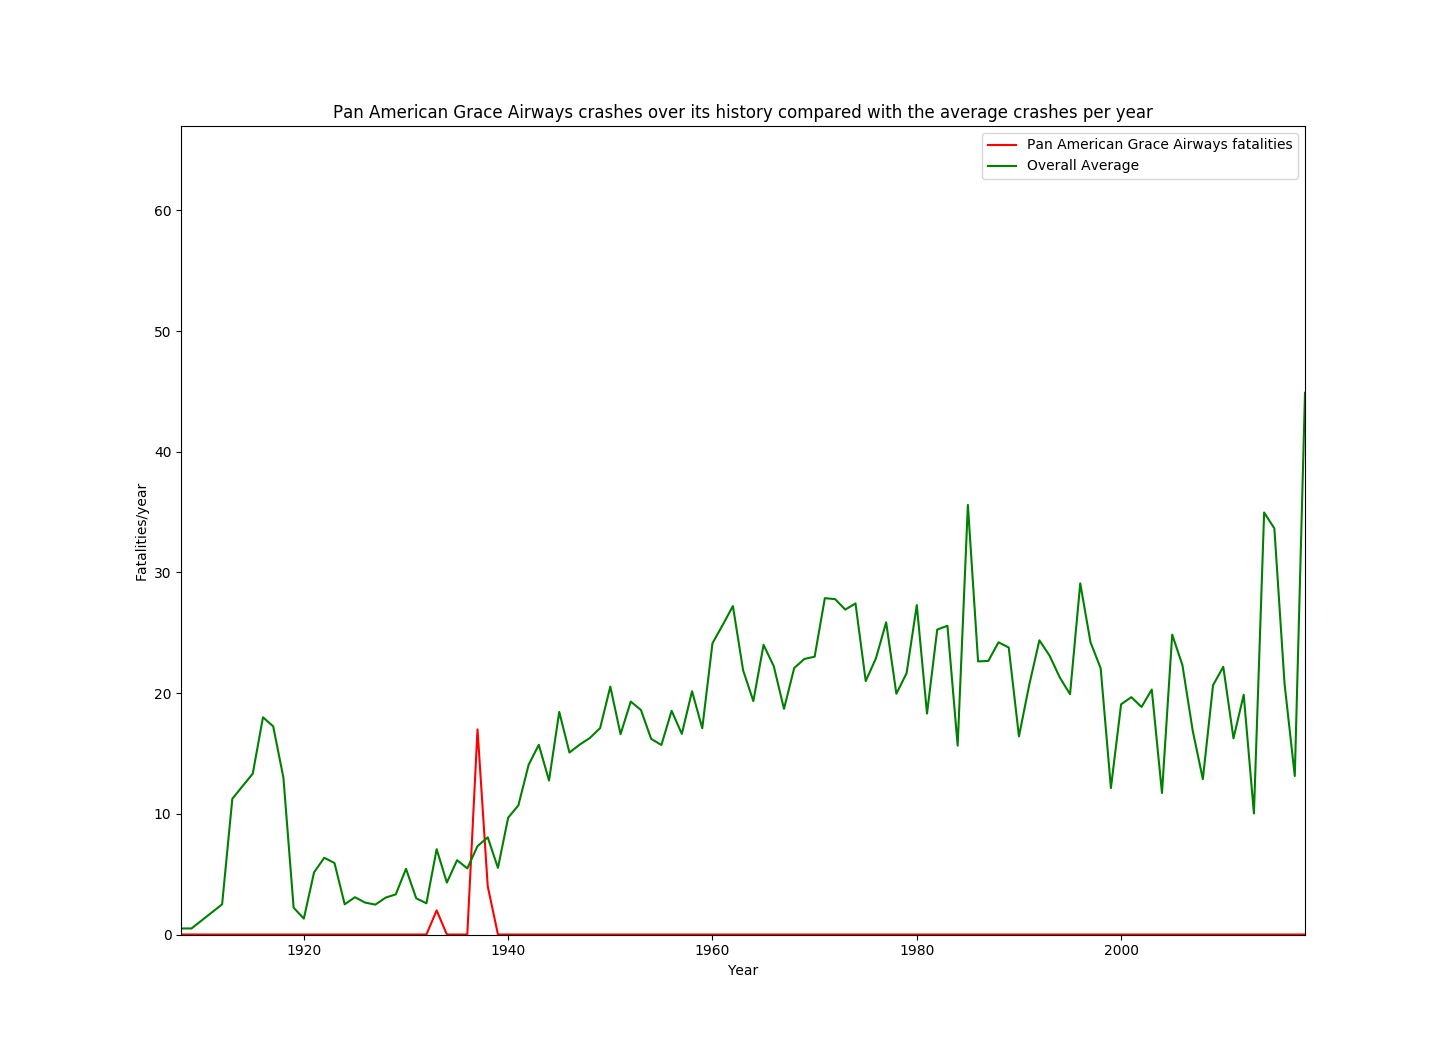 Pan American Grace Airways crashes over its history compared with the average crashes per year
Pan American Grace Airways fatalities
Overall Average
60
50
40
30
20
10
0
Fatalities/year
1920
1940
1960
1980
2000
Year